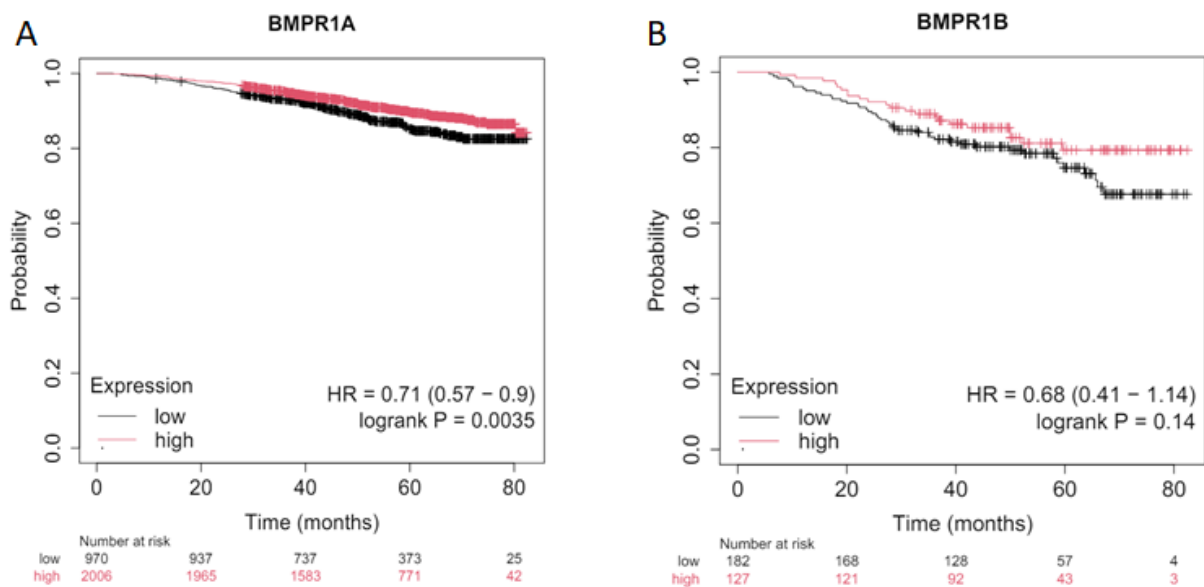 A
BMPR1A
Probability
0.0 0.2 0.4 0.6 0.8 1.0
Expression
low
high
HR = 0.71 (0.57 − 0.9)
logrank P = 0.0035
0 20 40 60 80
Time (months)
Number at risk
low 970 937 737 373 25
high 2006 1965 1583 771 42
B
BMPR1B
Probability
0.0 0.2 0.4 0.6 0.8 1.0
Expression
low
high
HR = 0.68 (0.41 − 1.14)
logrank P = 0.14
0 20 40 60 80
Time (months)
Number at risk
low 182 168 128 57 4
high 127 121 92 43 3